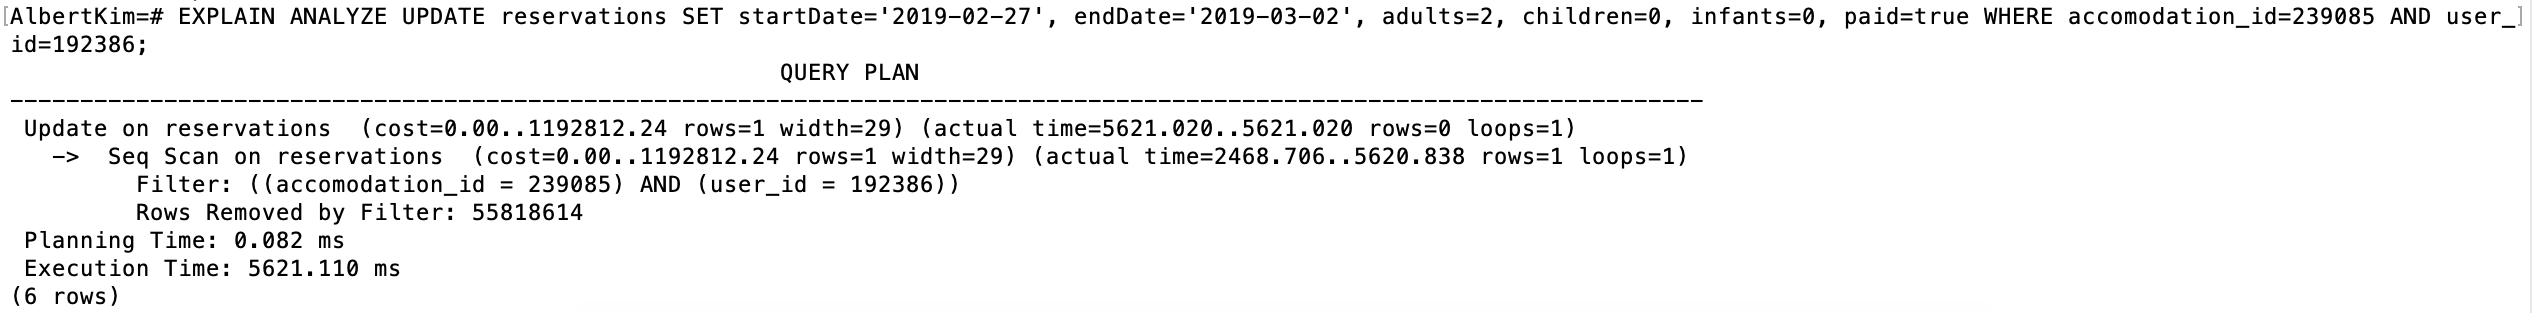 [AlbertKim=# EXPLAIN ANALYZE UPDATE reservations SET startDate='2019-02-27', endDate='2019-03-02', adults=2, children=0, infants=0, paid=true WHERE accomodation_id=239085 AND user_]
id=192386;
QUERY PLAN
-------------------------------------------------------------------------------------------------------------------------
Update on reservations  (cost=0.00..1192812.24 rows=1 width=29) (actual time=5621.020..5621.020 rows=0 loops=1)
->  Seq Scan on reservations  (cost=0.00..1192812.24 rows=1 width=29) (actual time=2468.706..5620.838 rows=1 loops=1)
Filter: ((accomodation_id = 239085) AND (user_id = 192386))
Rows Removed by Filter: 55818614
Planning Time: 0.082 ms
Execution Time: 5621.110 ms
(6 rows)